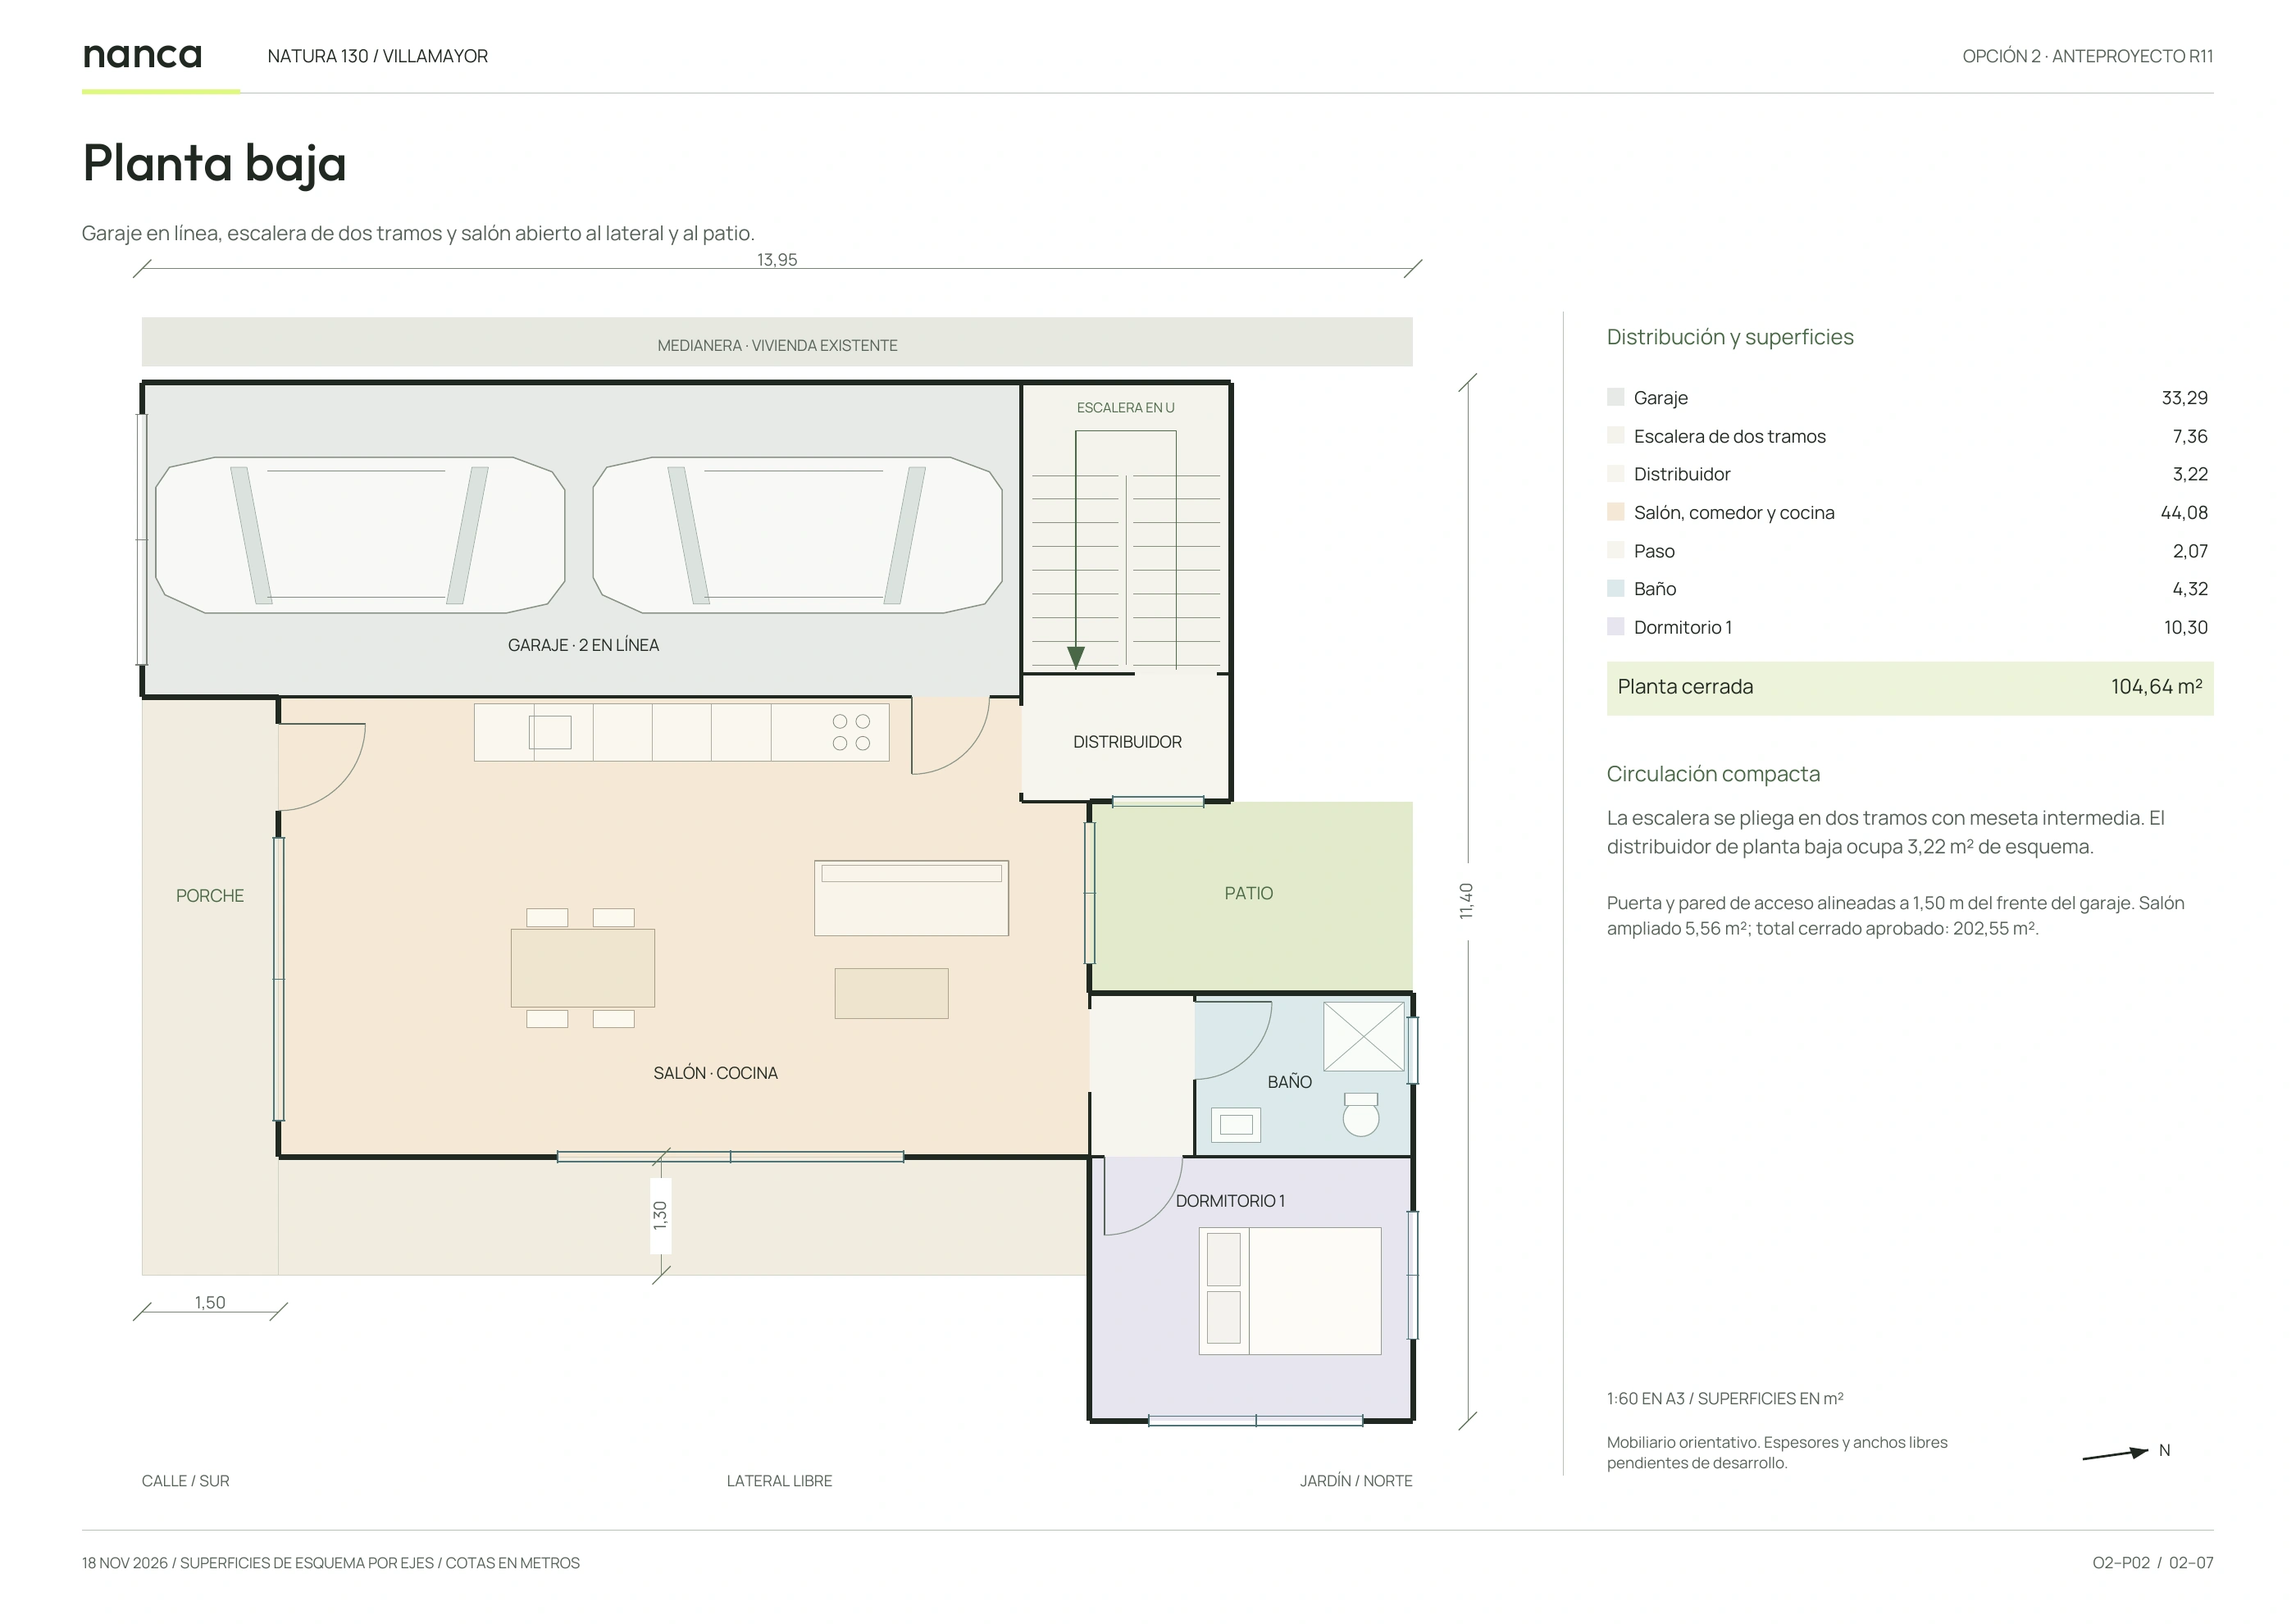 nanca
NATURA 130 / VILLAMAYOR
OPCIÓN 2 · ANTEPROYECTO R11
Planta baja
Garaje en línea, escalera de dos tramos y salón abierto al lateral y al patio.
13,95
MEDIANERA · VIVIENDA EXISTENTE
ESCALERA EN U
GARAJE · 2 EN LÍNEA
DISTRIBUIDOR
PORCHE
PATIO
11,40
SALÓN · COCINA
BAÑO
DORMITORIO 1
1,30
1,50
CALLE / SUR
LATERAL LIBRE
JARDÍN / NORTE
Distribución y superficies
Garaje 33,29
Escalera de dos tramos 7,36
Distribuidor 3,22
Salón, comedor y cocina 44,08
Paso 2,07
Baño 4,32
Dormitorio 1 10,30
Planta cerrada 104,64 m²
Circulación compacta
La escalera se pliega en dos tramos con meseta intermedia. El
distribuidor de planta baja ocupa 3,22 m² de esquema.
Puerta y pared de acceso alineadas a 1,50 m del frente del garaje. Salón
ampliado 5,56 m²; total cerrado aprobado: 202,55 m².
1:60 EN A3 / SUPERFICIES EN m²
Mobiliario orientativo. Espesores y anchos libres
pendientes de desarrollo.
N
18 NOV 2026 / SUPERFICIES DE ESQUEMA POR EJES / COTAS EN METROS
O2-P02 / 02-07